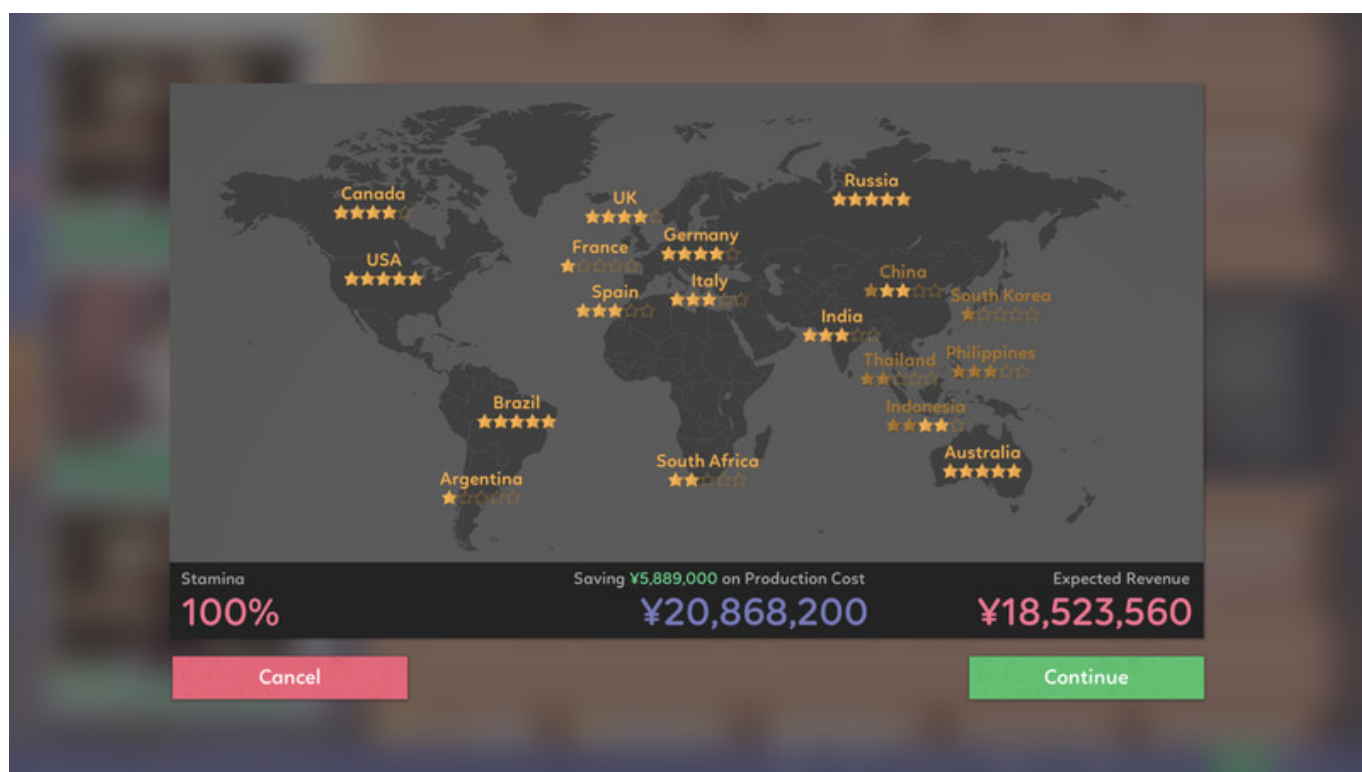 Canada
USA
Brazil
Argentina
UK
France
Spain
Germany
Italy
South Africa
Russia
China
South Korea
India
Thailand
Philippines
Indonesia
Australia
Stamina
100%
Saving ¥5,889,000 on Production Cost
¥20,868,200
Expected Revenue
¥18,523,560
Cancel
Continue